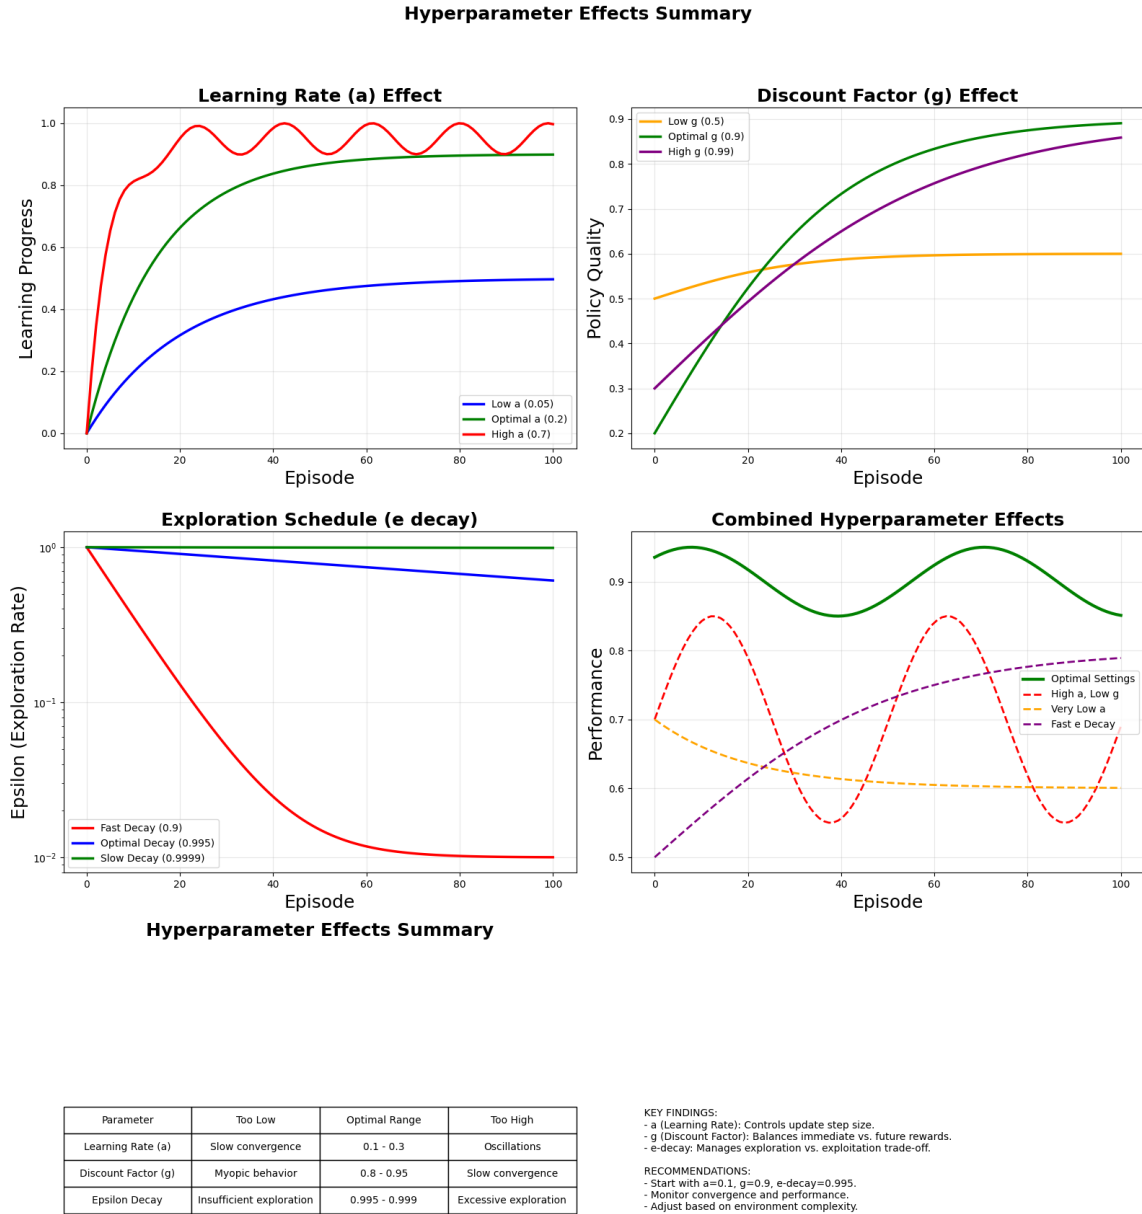 Hyperparameter Effects Summary
Learning Rate (a) Effect
Learning Progress
1.0
0.8
0.6
0.4
0.2
0.0
Low a (0.05)
Optimal a (0.2)
High a (0.7)
0 20 40 60 80 100
Episode
Discount Factor (g) Effect
Policy Quality
Low g (0.5)
Optimal g (0.9)
High g (0.99)
0.9
0.8
0.7
0.6
0.5
0.4
0.3
0.2
0 20 40 60 80 100
Episode
Exploration Schedule (e decay)
Epsilon (Exploration Rate)
10⁰
10⁻¹
10⁻²
Fast Decay (0.9)
Optimal Decay (0.995)
Slow Decay (0.9999)
0 20 40 60 80 100
Episode
Combined Hyperparameter Effects
Performance
0.9
0.8
0.7
0.6
0.5
Optimal Settings
High a, Low g
Very Low a
Fast e Decay
0 20 40 60 80 100
Episode
Hyperparameter Effects Summary
Parameter Too Low Optimal Range Too High
Learning Rate (a) Slow convergence 0.1 - 0.3 Oscillations
Discount Factor (g) Myopic behavior 0.8 - 0.95 Slow convergence
Epsilon Decay Insufficient exploration 0.995 - 0.999 Excessive exploration
KEY FINDINGS:
- a (Learning Rate): Controls update step size.
- g (Discount Factor): Balances immediate vs. future rewards.
- e-decay: Manages exploration vs. exploitation trade-off.
RECOMMENDATIONS:
- Start with a=0.1, g=0.9, e-decay=0.995.
- Monitor convergence and performance.
- Adjust based on environment complexity.